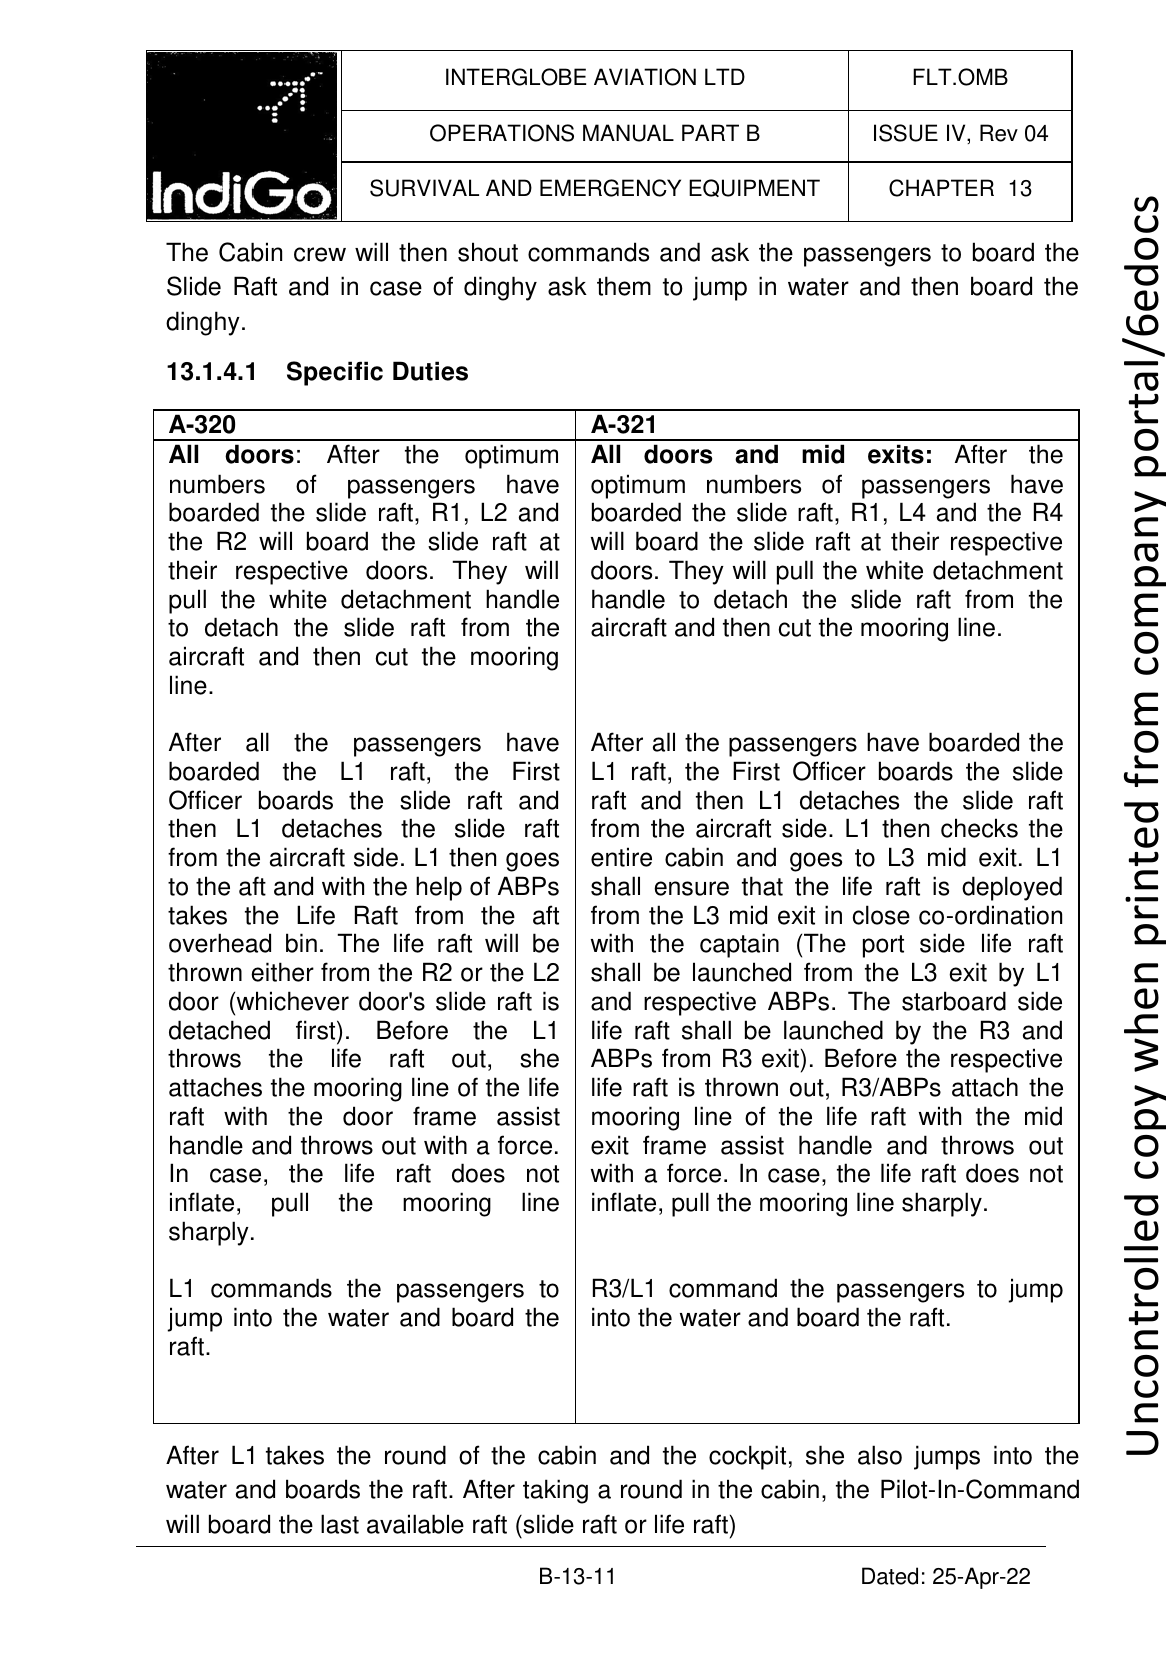 IndiGo
INTERGLOBE AVIATION LTD
FLT.OMB
OPERATIONS MANUAL PART B
ISSUE IV, Rev 04
SURVIVAL AND EMERGENCY EQUIPMENT
CHAPTER 13
The Cabin crew will then shout commands and ask the passengers to board the
Slide Raft and in case of dinghy ask them to jump in water and then board the
dinghy.
13.1.4.1 Specific Duties
A-320
All doors: After the optimum
numbers of passengers have
boarded the slide raft, R1, L2 and
the R2 will board the slide raft at
their respective doors. They will
pull the white detachment handle
to detach the slide raft from the
aircraft and then cut the mooring
line.
After all the passengers have
boarded the L1 raft, the First
Officer boards the slide raft and
then L1 detaches the slide raft
from the aircraft side. L1 then goes
to the aft and with the help of ABPs
takes the Life Raft from the aft
overhead bin. The life raft will be
thrown either from the R2 or the L2
door (whichever door's slide raft is
detached first). Before the L1
throws the life raft out, she
attaches the mooring line of the life
raft with the door frame assist
handle and throws out with a force.
In case, the life raft does not
inflate, pull the mooring line
sharply.
L1 commands the passengers to
jump into the water and board the
raft.
A-321
All doors and mid exits: After the
optimum numbers of passengers have
boarded the slide raft, R1, L4 and the R4
will board the slide raft at their respective
doors. They will pull the white detachment
handle to detach the slide raft from the
aircraft and then cut the mooring line.
After all the passengers have boarded the
L1 raft, the First Officer boards the slide
raft and then L1 detaches the slide raft
from the aircraft side. L1 then checks the
entire cabin and goes to L3 mid exit. L1
shall ensure that the life raft is deployed
from the L3 mid exit in close co-ordination
with the captain (The port side life raft
shall be launched from the L3 exit by L1
and respective ABPs. The starboard side
life raft shall be launched by the R3 and
ABPs from R3 exit). Before the respective
life raft is thrown out, R3/ABPs attach the
mooring line of the life raft with the mid
exit frame assist handle and throws out
with a force. In case, the life raft does not
inflate, pull the mooring line sharply.
R3/L1 command the passengers to jump
into the water and board the raft.
After L1 takes the round of the cabin and the cockpit, she also jumps into the
water and boards the raft. After taking a round in the cabin, the Pilot-In-Command
will board the last available raft (slide raft or life raft)
B-13-11
Dated: 25-Apr-22
Uncontrolled copy when printed from company portal/6edocs